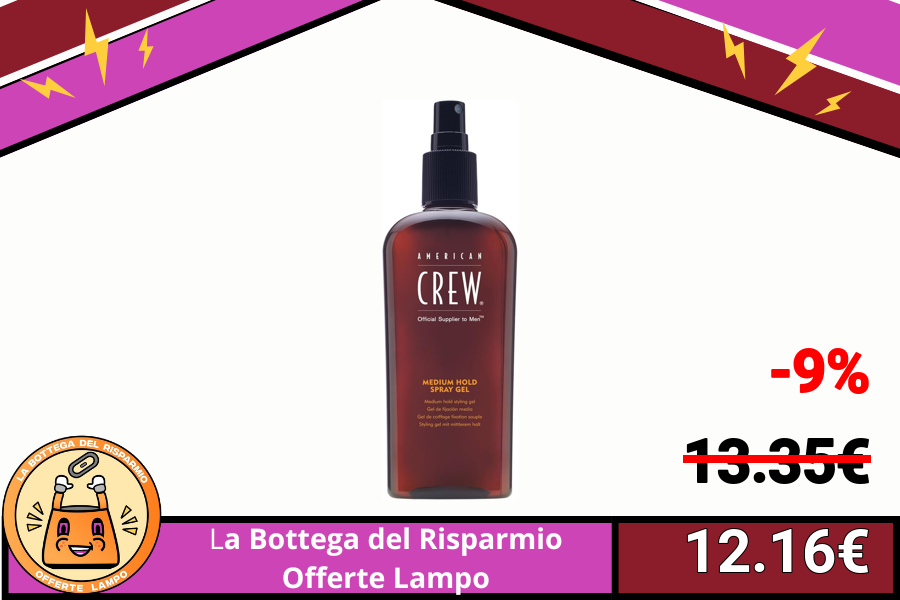 AMERICAN
CREW®
Official Supplier to Men™
MEDIUM HOLD
SPRAY GEL
Medium hold styling gel
Gel de fijación media
Gel de coiffage fixation souple
Styling gel mit mittlerem halt
-9%
13.35€
12.16€
LA BOTTEGA DEL RISPARMIO
OFFERTE LAMPO
La Bottega del Risparmio
Offerte Lampo